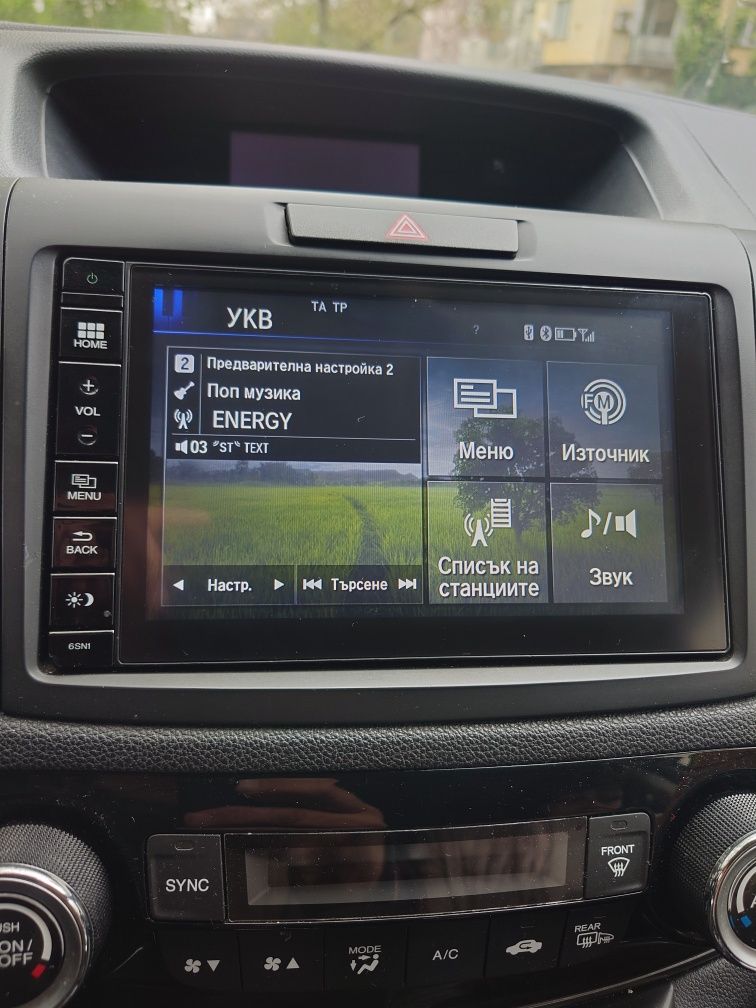 TA TP
УКВ
?
HOME
2 Предварителна настройка 2
Поп музика
VOL
ENERGY
03 "ST" TEXT
Меню
FM
Източник
MENU
BACK
Настр.
Търсене
Списък на
станциите
Звук
6SN1
SYNC
FRONT
PUSH
ON/
OFF
MODE
A/C
REAR
A